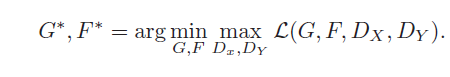 G*, F* = arg min max L(G, F, D_X, D_Y).
G,F D_x,D_Y